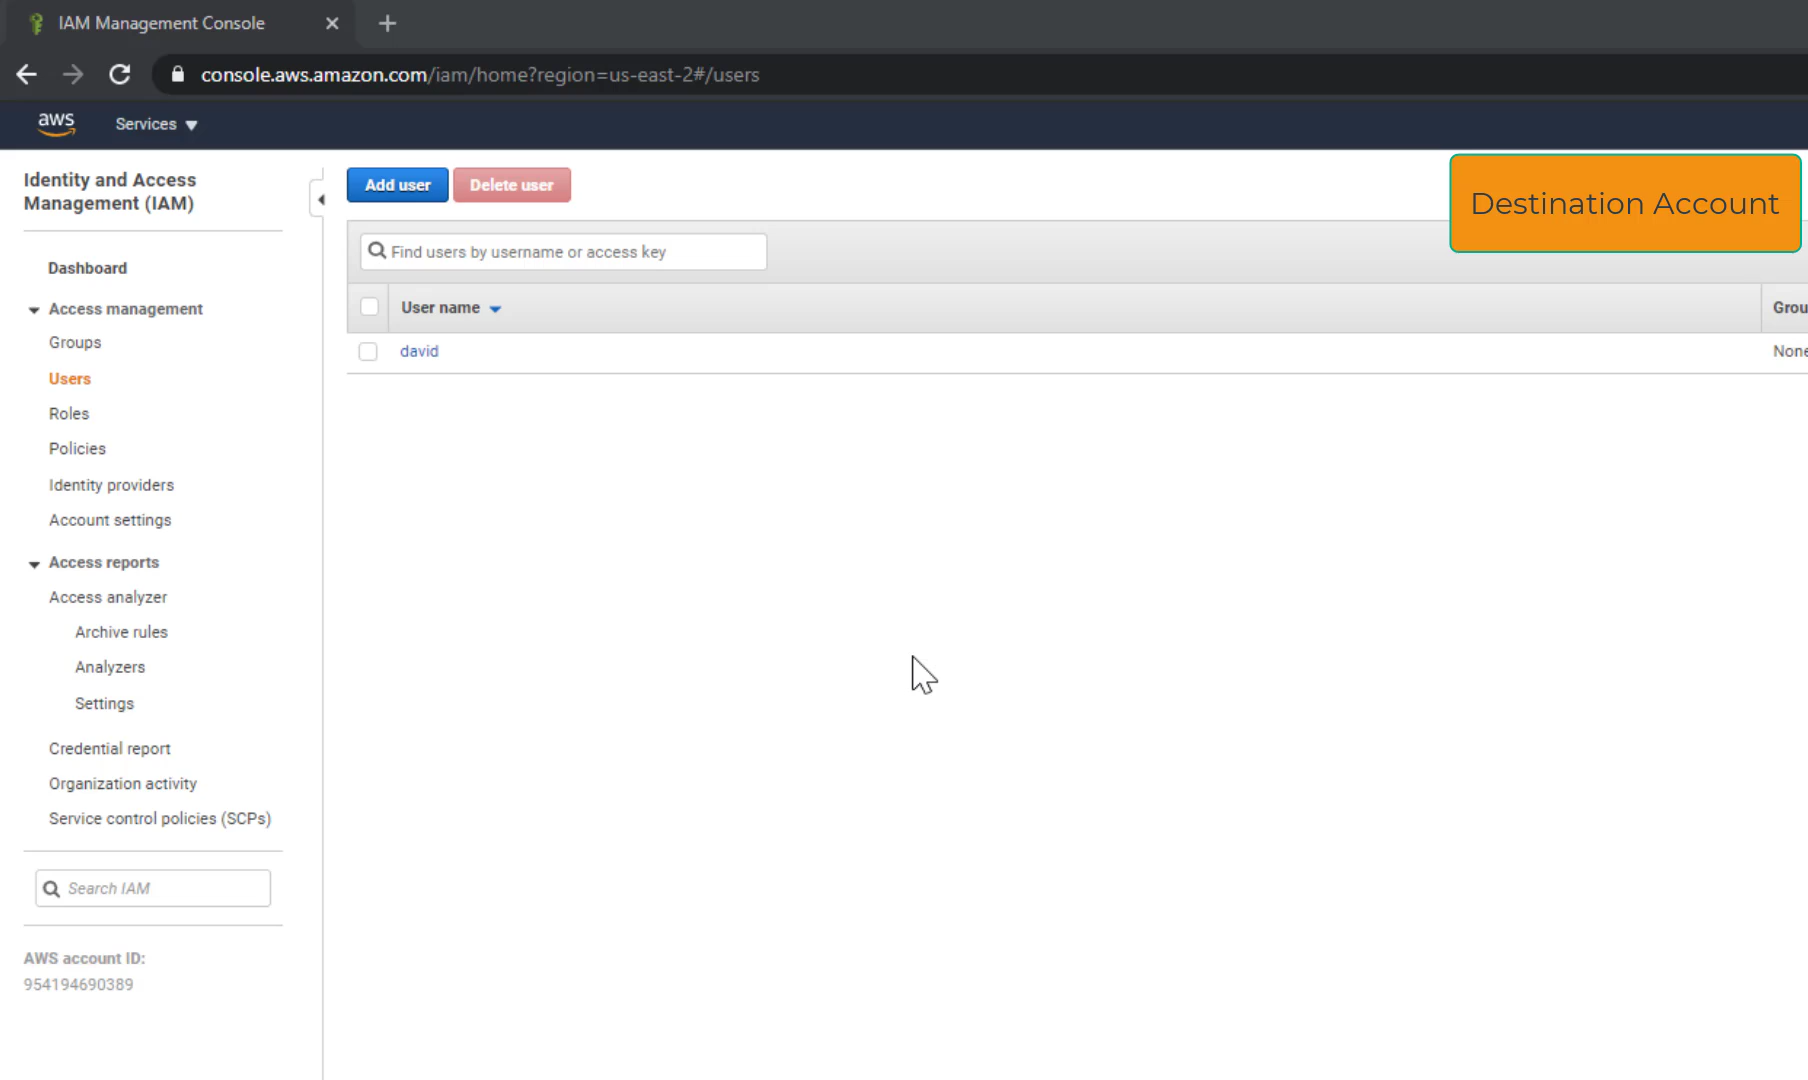 IAM Management Console
console.aws.amazon.com/iam/home?region=us-east-2#/users
aws
Services
Identity and Access
Management (IAM)
Dashboard
Access management
Groups
Users
Roles
Policies
Identity providers
Account settings
Access reports
Access analyzer
Archive rules
Analyzers
Settings
Credential report
Organization activity
Service control policies (SCPs)
Search IAM
AWS account ID:
954194690389
Add user
Delete user
Destination Account
Find users by username or access key
User name
Grou
david
None